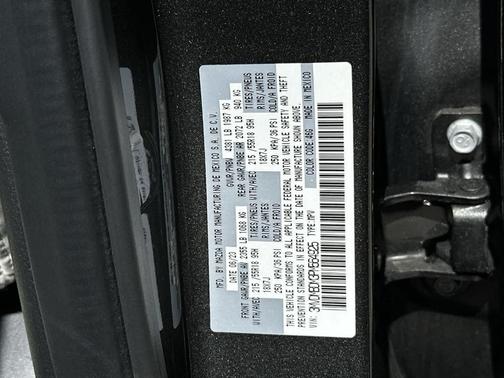 MFD. BY MAZDA MOTOR MANUFACTURING DE MEXICO S.A. DE C.V.
DATE 06/23 GVWR/PNBV 4381 LB 1987 KG
FRONT GAWR/PNBE AV 2355 LB 1068 KG REAR GAWR/PNBE AR 2072 LB 940 KG
WITH/AVEC 215 /55R18 95H TIRES/PNEUS WITH/AVEC 215 /55R18 95H TIRES/PNEUS
18X7J RIMS/JANTES 18X7J RIMS/JANTES
250 KPA/36 PSI COLD/A FROID 250 KPA/36 PSI COLD/A FROID
THIS VEHICLE CONFORMS TO ALL APPLICABLE FEDERAL MOTOR VEHICLE SAFETY AND THEFT
PREVENTION STANDARDS IN EFFECT ON THE DATE OF MANUFACTURE SHOWN ABOVE.
VIN: TYPE:MPV COLOR CODE:46G MADE IN MEXICO